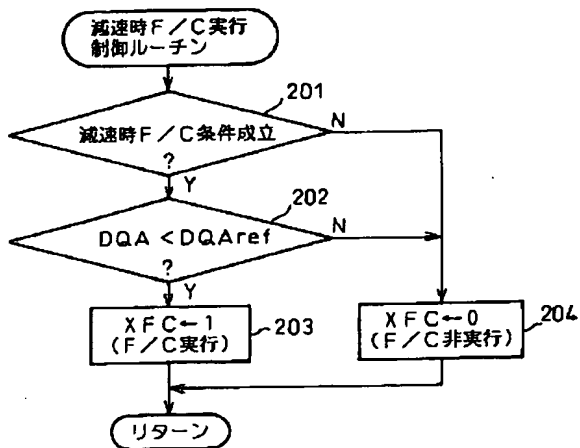 減速時F/C実行
制御ルーチン
201
減速時F/C条件成立
?
N
Y
202
DQA<DQAref
?
N
Y
XFC←1
(F/C実行)
203
XFC←0
(F/C非実行)
204
リターン